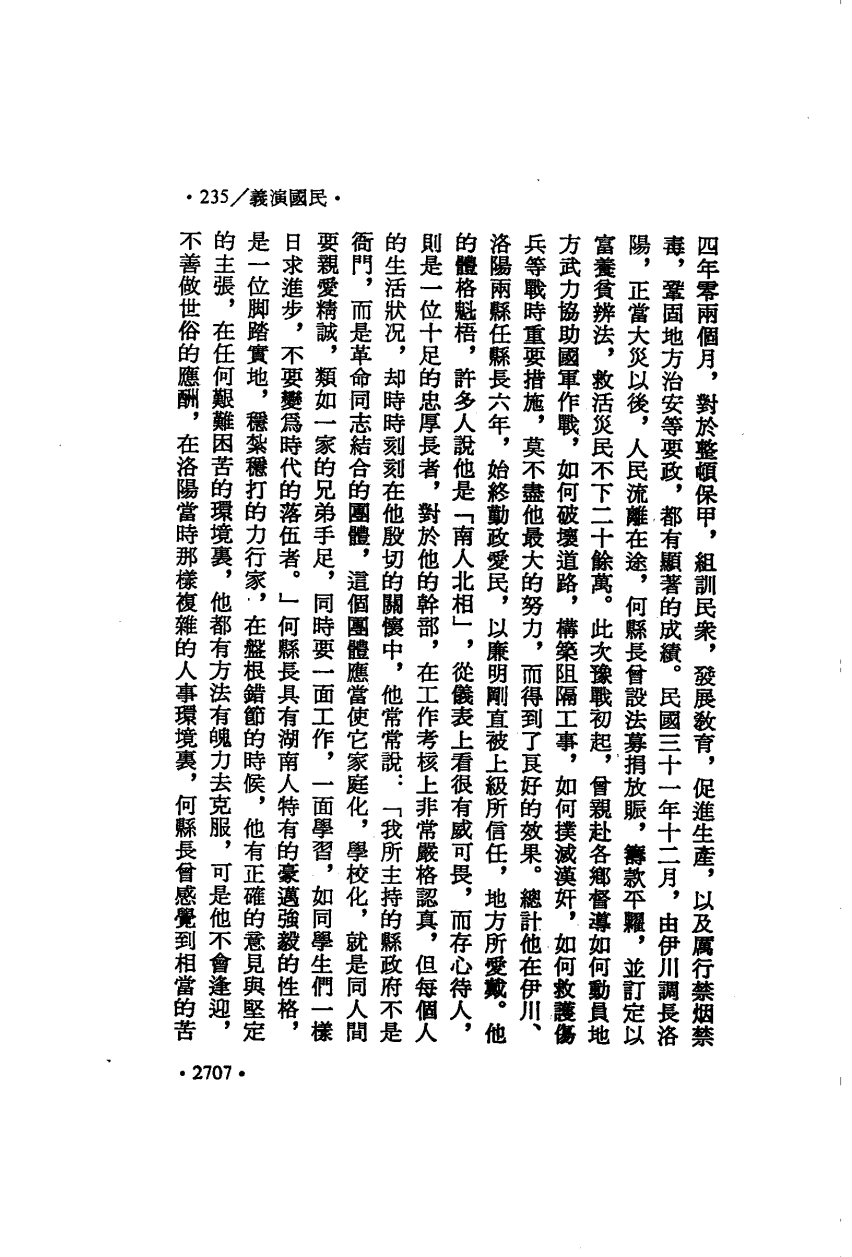 ·235／義演國民·
四年零兩個月，對於整頓保甲，組訓民衆，發展教育，促進生產，以及厲行禁烟禁
毒，鞏固地方治安等要政，都有顯著的成績。民國三十一年十二月，由伊川調長洛
陽，正當大災以後，人民流離在途，何縣長曾設法募捐放賑，籌款平糶，並訂定以
富養貧辨法，救活災民不下二十餘萬。此次豫戰初起，曾親赴各鄉督導如何動員地
方武力協助國軍作戰，如何破壞道路，構築阻隔工事，如何撲滅漢奸，如何救護傷
兵等戰時重要措施，莫不盡他最大的努力，而得到了良好的效果。總計他在伊川、
洛陽兩縣任縣長六年，始終勤政愛民，以廉明剛直被上級所信任，地方所愛戴。他
的體格魁梧，許多人說他是「南人北相」，從儀表上看很有威可畏，而存心待人，
則是一位十足的忠厚長者，對於他的幹部，在工作考核上非常嚴格認真，但每個人
的生活狀況，却時時刻刻在他殷切的關懷中，他常常說：「我所主持的縣政府不是
衙門，而是革命同志結合的團體，這個團體應當使它家庭化，學校化，就是同人間
要親愛精誠，類如一家的兄弟手足，同時要一面工作，一面學習，如同學生們一樣
日求進步，不要變爲時代的落伍者。」何縣長具有湖南人特有的豪邁強毅的性格，
是一位脚踏實地，穩紮穩打的力行家，在盤根錯節的時候，他有正確的意見與堅定
的主張，在任何艱難困苦的環境裏，他都有方法有魄力去克服，可是他不會逢迎，
不善做世俗的應酬，在洛陽當時那樣複雜的人事環境裏，何縣長曾感覺到相當的苦
·2707·